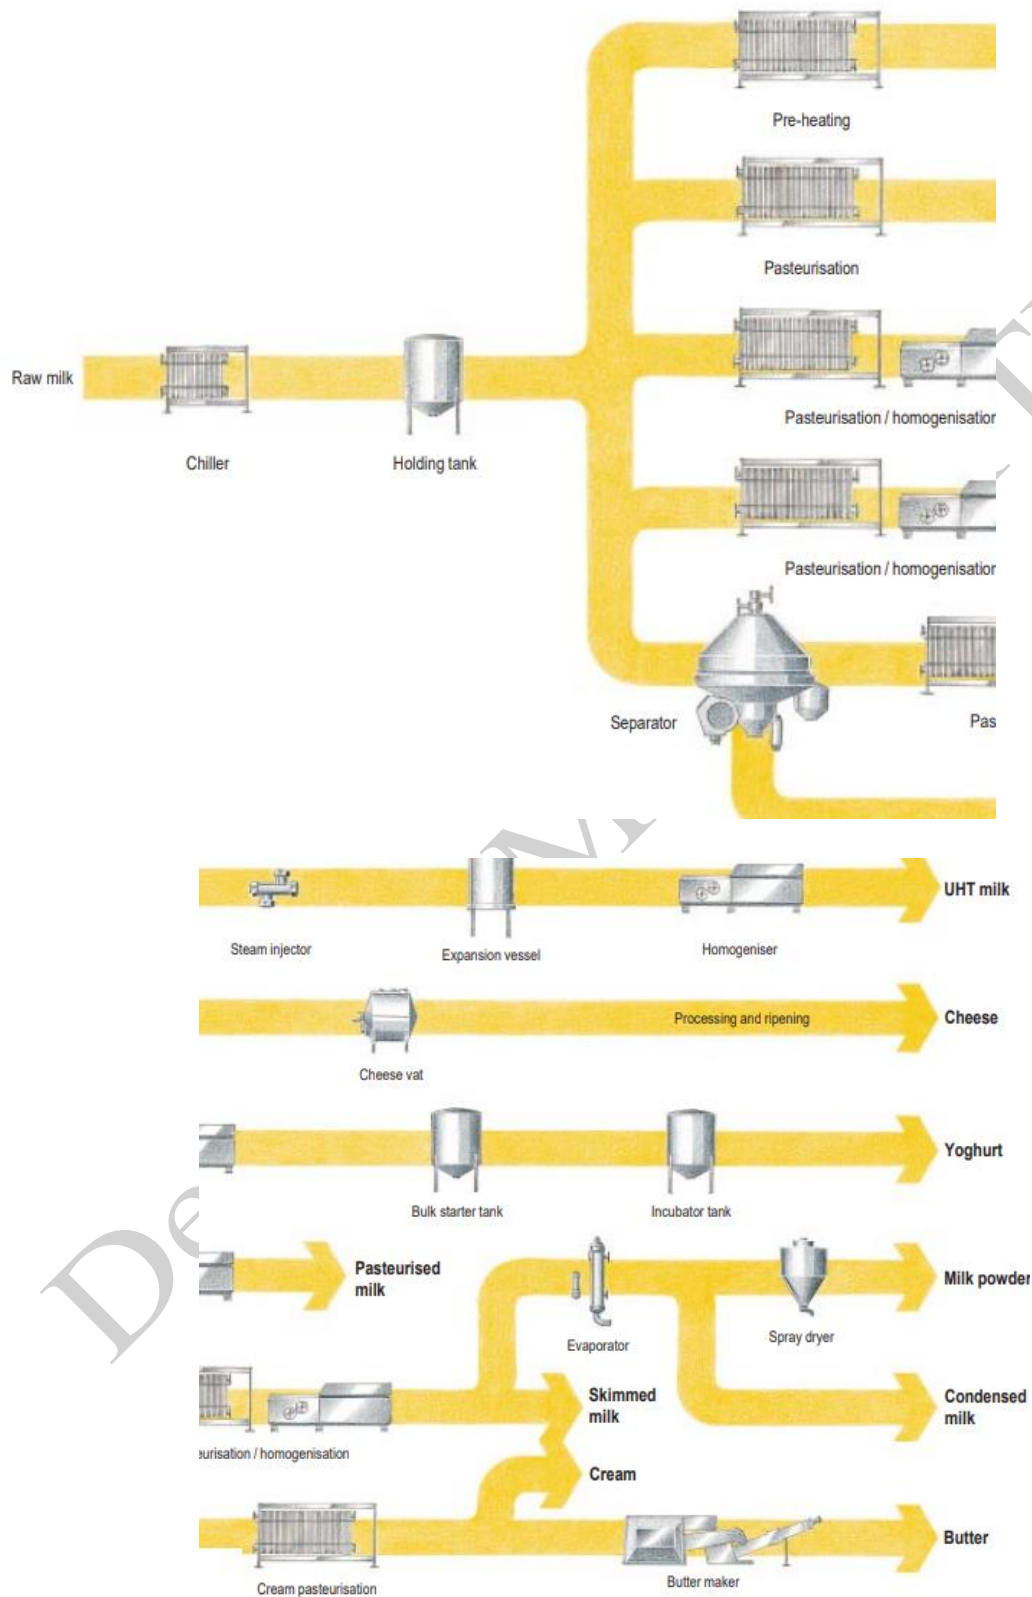 Pre-heating
Pasteurisation
Raw milk
Pasteurisation / homogenisation
Chiller
Holding tank
Pasteurisation / homogenisation
Separator
Pas
UHT milk
Steam injector
Expansion vessel
Homogeniser
Processing and ripening
Cheese
Cheese vat
Yoghurt
Bulk starter tank
Incubator tank
Pasteurised
milk
Milk powder
Evaporator
Spray dryer
Skimmed
milk
Condensed
milk
eurisation / homogenisation
Cream
Butter
Cream pasteurisation
Butter maker